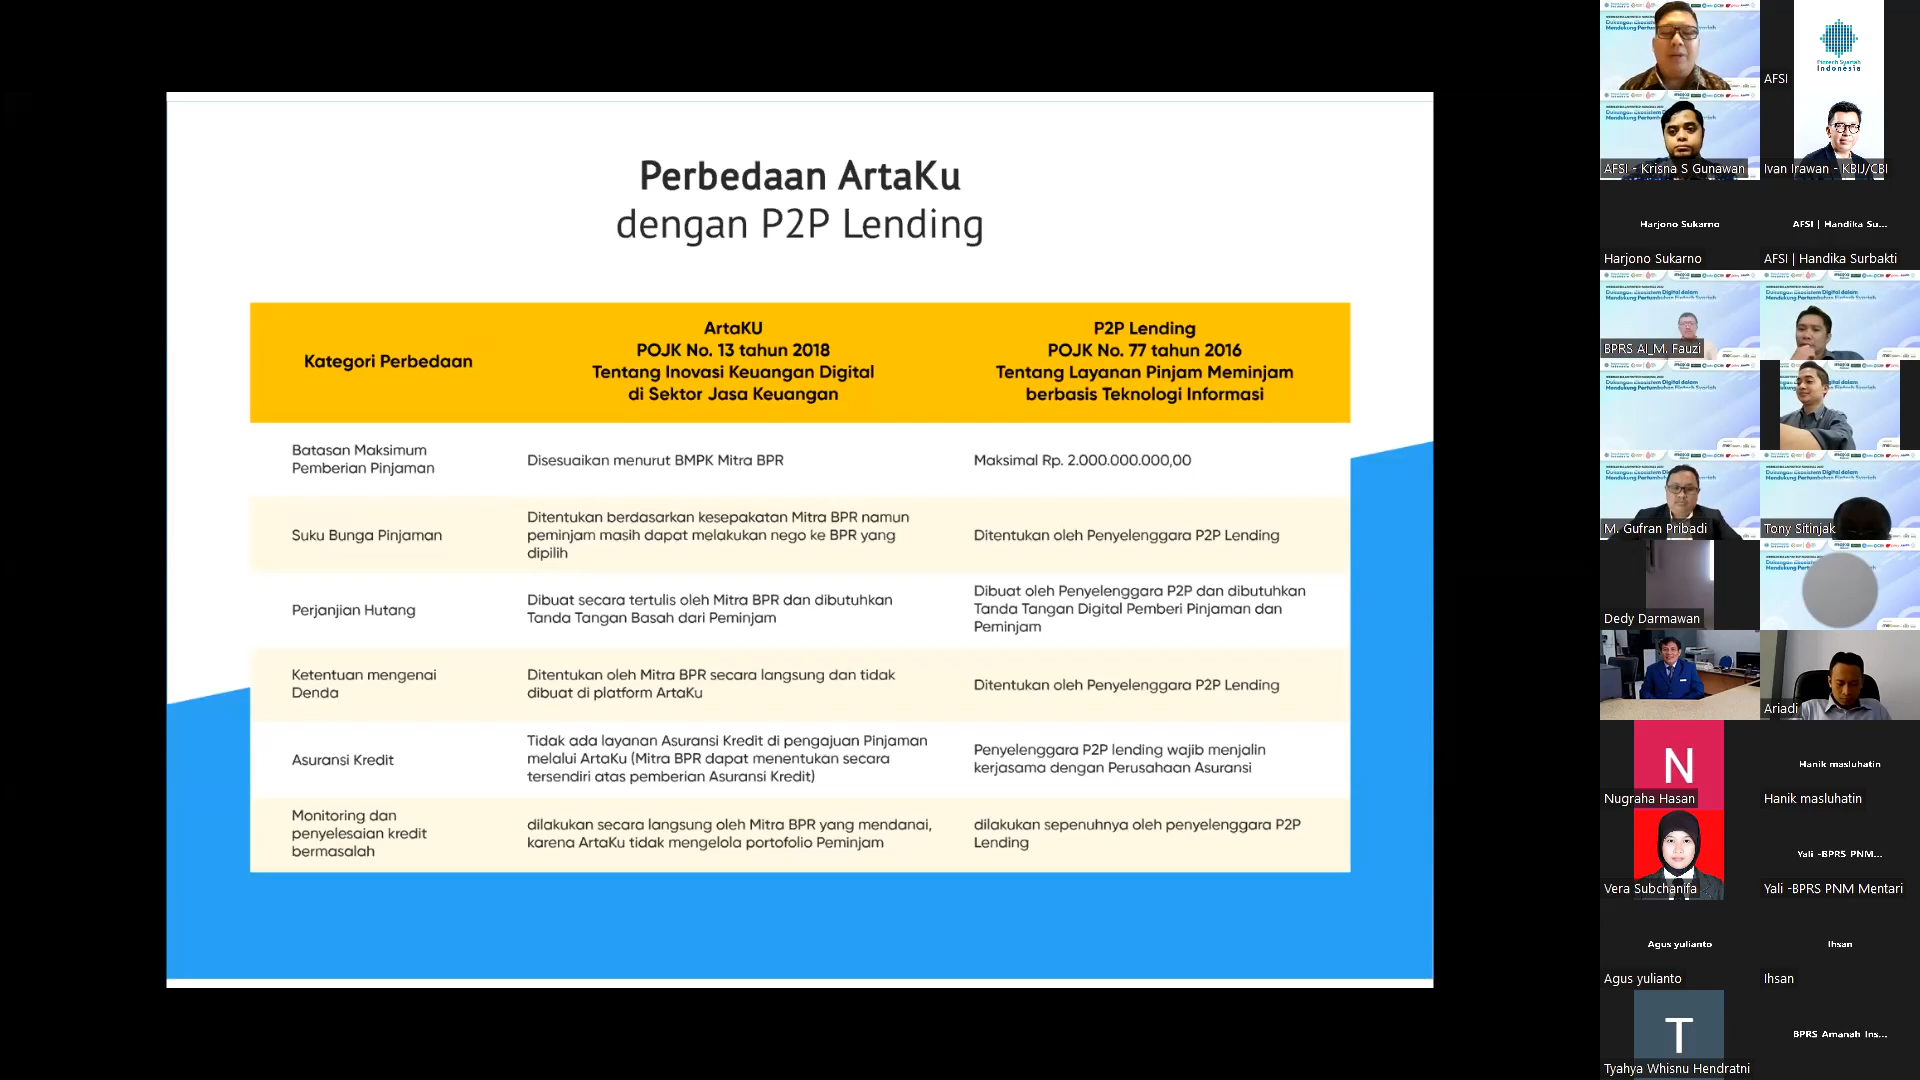 Perbedaan ArtaKu
dengan P2P Lending
Kategori Perbedaan
ArtaKU
POJK No. 13 tahun 2018
Tentang Inovasi Keuangan Digital
di Sektor Jasa Keuangan
P2P Lending
POJK No. 77 tahun 2016
Tentang Layanan Pinjam Meminjam
berbasis Teknologi Informasi
Batasan Maksimum
Pemberian Pinjaman
Disesuaikan menurut BMPK Mitra BPR
Maksimal Rp. 2.000.000.000,00
Suku Bunga Pinjaman
Ditentukan berdasarkan kesepakatan Mitra BPR namun
peminjam masih dapat melakukan nego ke BPR yang
dipilih
Ditentukan oleh Penyelenggara P2P Lending
Perjanjian Hutang
Dibuat secara tertulis oleh Mitra BPR dan dibutuhkan
Tanda Tangan Basah dari Peminjam
Dibuat oleh Penyelenggara P2P dan dibutuhkan
Tanda Tangan Digital Pemberi Pinjaman dan
Peminjam
Ketentuan mengenai
Denda
Ditentukan oleh Mitra BPR secara langsung dan tidak
dibuat di platform ArtaKu
Ditentukan oleh Penyelenggara P2P Lending
Asuransi Kredit
Tidak ada layanan Asuransi Kredit di pengajuan Pinjaman
melalui ArtaKu (Mitra BPR dapat menentukan secara
tersendiri atas pemberian Asuransi Kredit)
Penyelenggara P2P lending wajib menjalin
kerjasama dengan Perusahaan Asuransi
Monitoring dan
penyelesaian kredit
bermasalah
dilakukan secara langsung oleh Mitra BPR yang mendanai,
karena ArtaKu tidak mengelola portofolio Peminjam
dilakukan sepenuhnya oleh penyelenggara P2P
Lending
Fintech Syariah
Indonesia
AFSI
AFSI - Krisna S Gunawan
Ivan Irawan - KBIJ/CBI
Harjono Sukarno
Harjono Sukarno
AFSI | Handika Su...
AFSI | Handika Surbakti
BPRS Al_M. Fauzi
Dukungan Ekosistem Digital dalam
Mendukung Pertumbuhan Fintech Syariah
M. Gufran Pribadi
Tony Sitinjak
Dedy Darmawan
Ariadi
N
Nugraha Hasan
Hanik masluhatin
Hanik masluhatin
Vera Subchanifa
Yali -BPRS PNM...
Yali -BPRS PNM Mentari
Agus yulianto
Agus yulianto
Ihsan
Ihsan
T
Tyahya Whisnu Hendratni
BPRS Amanah Ins...